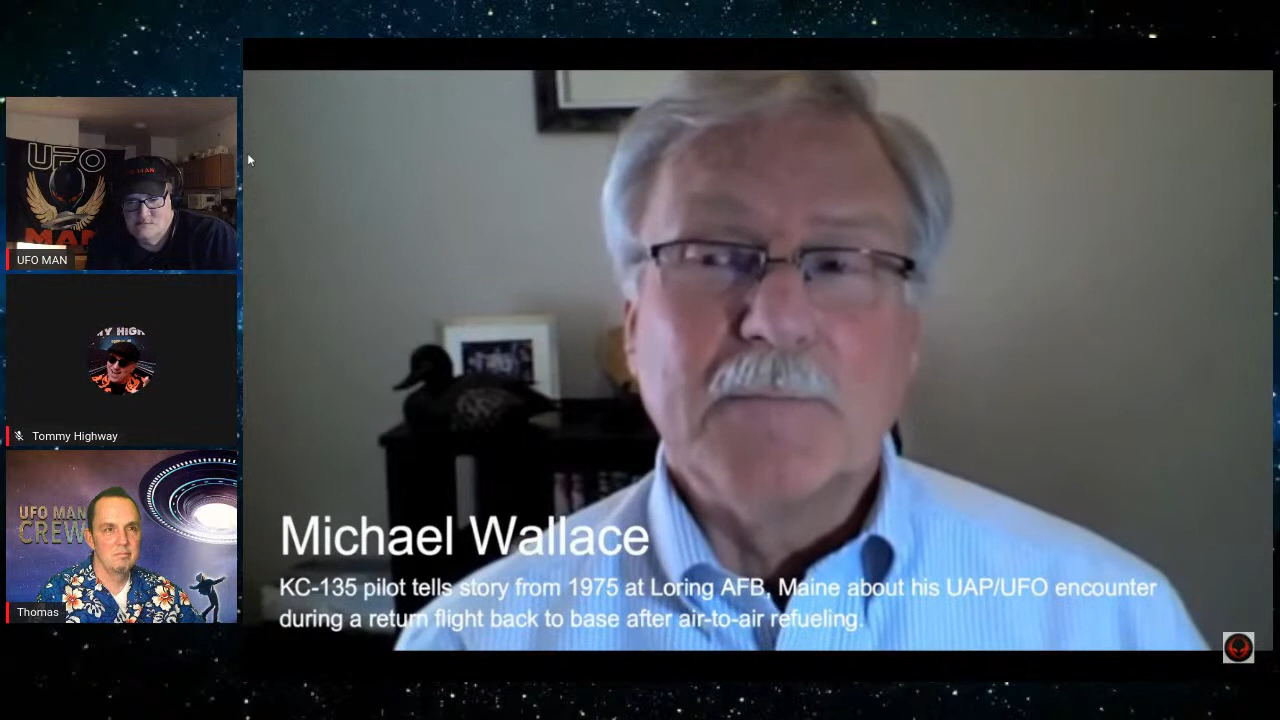 UFO
MAN
UFO MAN
Tommy Highway
UFO MAN
CREW
Thomas
Michael Wallace
KC-135 pilot tells story from 1975 at Loring AFB, Maine about his UAP/UFO encounter
during a return flight back to base after air-to-air refueling.